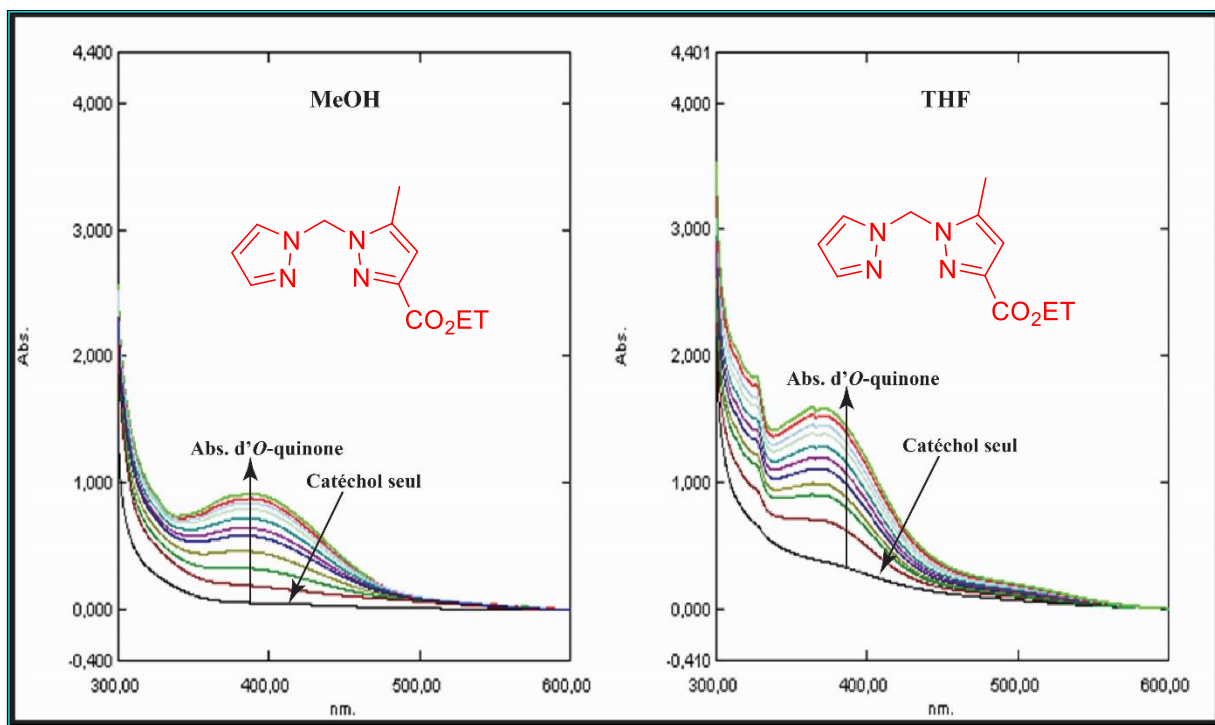 4,400
4,000
3,000
2,000
1,000
0,000
-0,400
Abs.
300,00
400,00
500,00
600,00
nm.
MeOH
N
N
N
N
CO2ET
Abs. d'O-quinone
Catéchol seul
4,401
4,000
3,000
2,000
1,000
0,000
-0,410
Abs.
300,00
400,00
500,00
600,00
nm.
THF
N
N
N
N
CO2ET
Abs. d'O-quinone
Catéchol seul